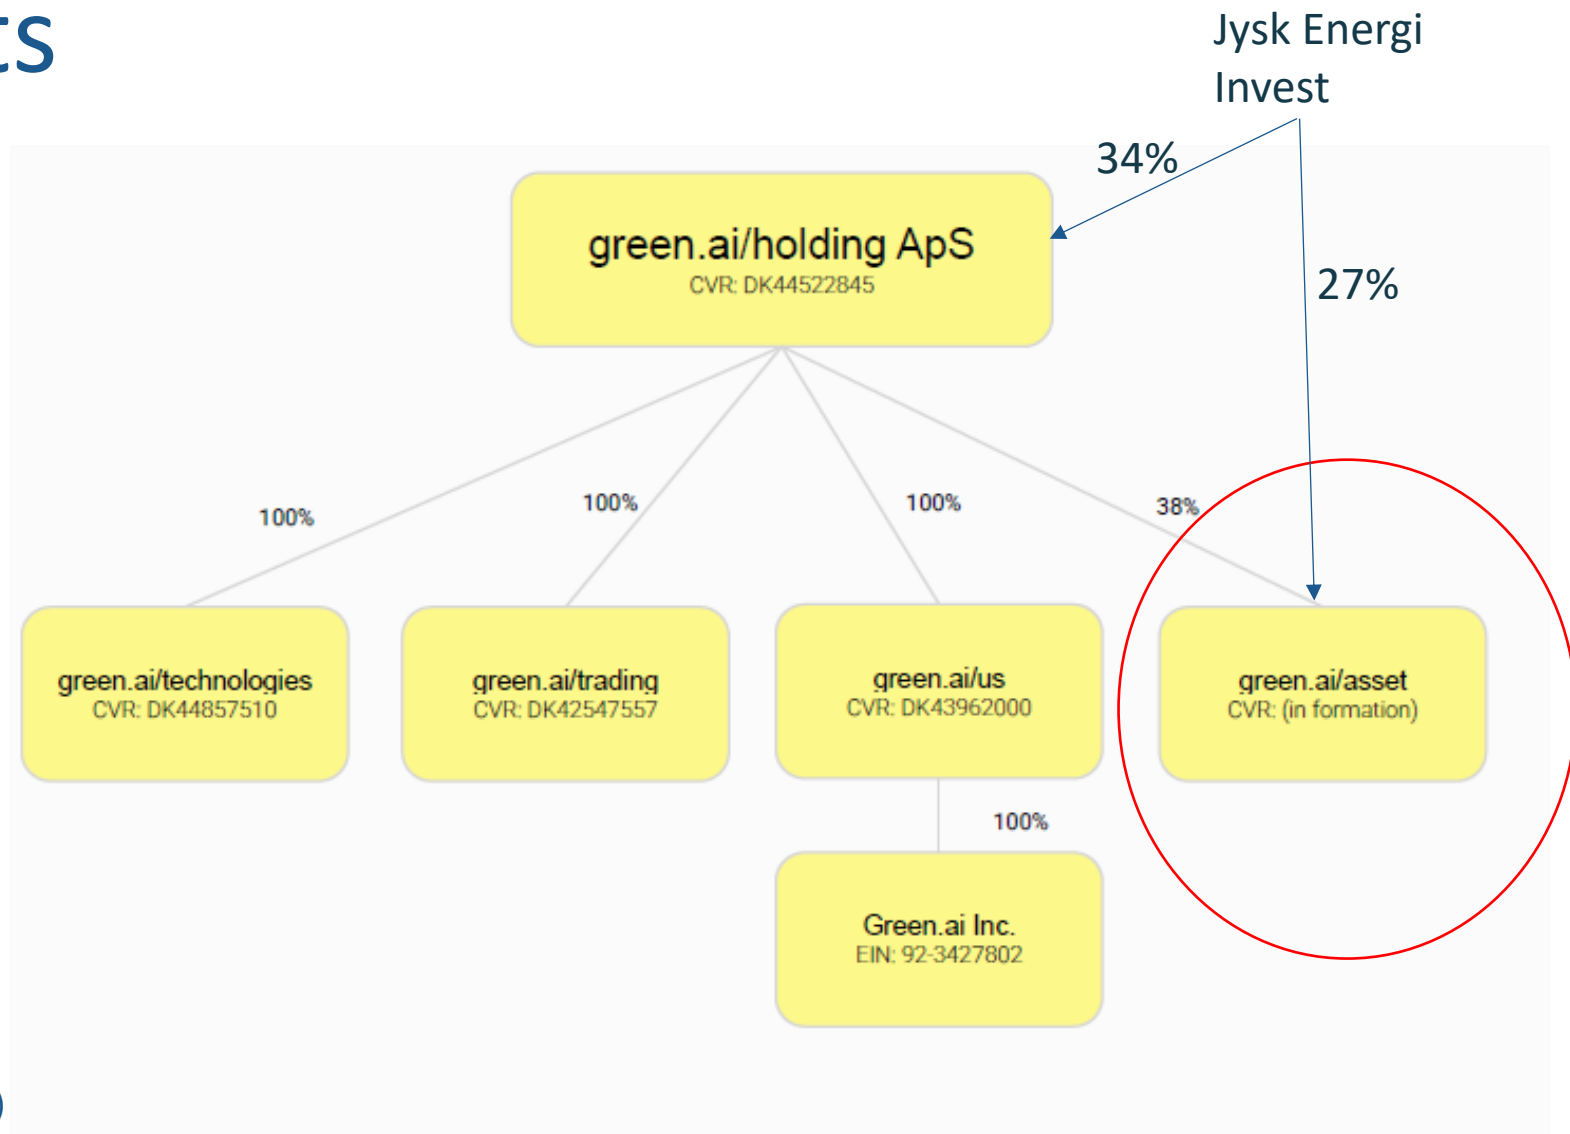 ts
Jysk Energi
Invest
34%
green.ai/holding ApS
CVR: DK44522845
27%
100%
100%
100%
38%
green.ai/technologies
CVR: DK44857510
green.ai/trading
CVR: DK42547557
green.ai/us
CVR: DK43962000
green.ai/asset
CVR: (in formation)
100%
Green.ai Inc.
EIN: 92-3427802